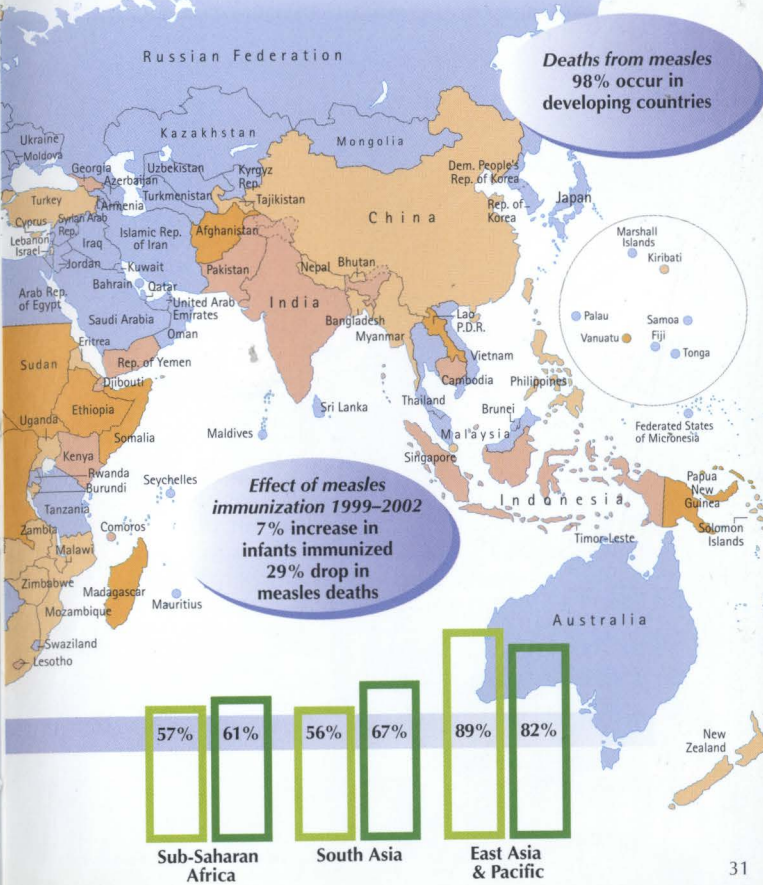 Russian Federation
Deaths from measles
98% occur in
developing countries
Ukraine
Moldova
Kazakhstan
Mongolia
Georgia
Azerbaijan
Uzbekistan
Kyrgyz
Rep.
Dem. People's
Rep. of Korea
Turkmenistan
Tajikistan
Turkey
Armenia
Rep. of
Korea
Japan
China
Cyprus
Syrian Arab
Rep.
Islamic Rep.
of Iran
Afghanistan
Lebanon
Israel
Iraq
Jordan
Kuwait
Pakistan
Nepal
Bhutan
Marshall
Islands
Kiribati
Bahrain
Qatar
Arab Rep.
of Egypt
United Arab
Emirates
India
Saudi Arabia
Oman
Bangladesh
Myanmar
Lao
P.D.R.
Palau
Samoa
Vanuatu
Fiji
Tonga
Eritrea
Sudan
Rep. of Yemen
Vietnam
Djibouti
Cambodia
Philippines
Thailand
Ethiopia
Sri Lanka
Brunei
Uganda
Somalia
Maldives
Malaysia
Federated States
of Micronesia
Kenya
Singapore
Rwanda
Burundi
Seychelles
Effect of measles
immunization 1999–2002
7% increase in
infants immunized
29% drop in
measles deaths
Papua
New
Guinea
Indonesia
Tanzania
Comoros
Solomon
Islands
Zambia
Timor-Leste
Malawi
Zimbabwe
Madagascar
Mauritius
Mozambique
Australia
Swaziland
Lesotho
57%
61%
56%
67%
89%
82%
New
Zealand
Sub-Saharan
Africa
South Asia
East Asia
& Pacific
31